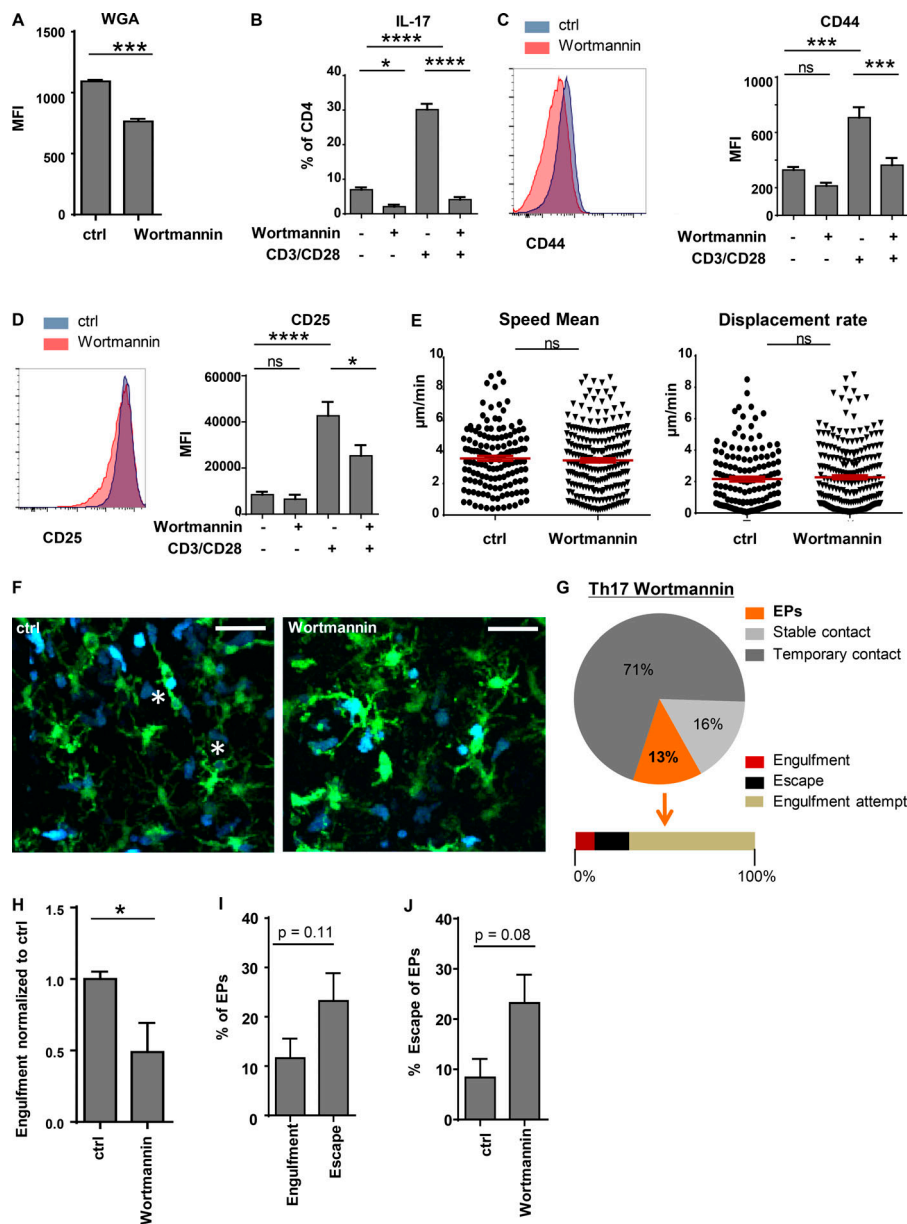 A
WGA
MFI
1500
1000
500
0
***
ctrl
Wortmannin
B
IL-17
% of CD4
40
30
20
10
0
****
*
****
Wortmannin - + - +
CD3/CD28 - - + +
C
ctrl
Wortmannin
CD44
CD44
MFI
1000
600
200
0
***
ns
***
Wortmannin - + - +
CD3/CD28 - - + +
D
ctrl
Wortmannin
CD25
CD25
MFI
60000
40000
20000
0
****
ns
*
Wortmannin - + - +
CD3/CD28 - - + +
E
Speed Mean
ns
µm/min
10
8
6
4
2
0
ctrl
Wortmannin
Displacement rate
ns
µm/min
10
8
6
4
2
0
ctrl
Wortmannin
F
ctrl
*
*
Wortmannin
G
Th17 Wortmannin
EPs
Stable contact
Temporary contact
71%
16%
13%
Engulfment
Escape
Engulfment attempt
0%
100%
H
Engulfment normalized to ctrl
1.5
1.0
0.5
0.0
*
ctrl
Wortmannin
I
% of EPs
40
30
20
10
0
p = 0.11
Engulfment
Escape
J
% Escape of EPs
40
30
20
10
0
p = 0.08
ctrl
Wortmannin